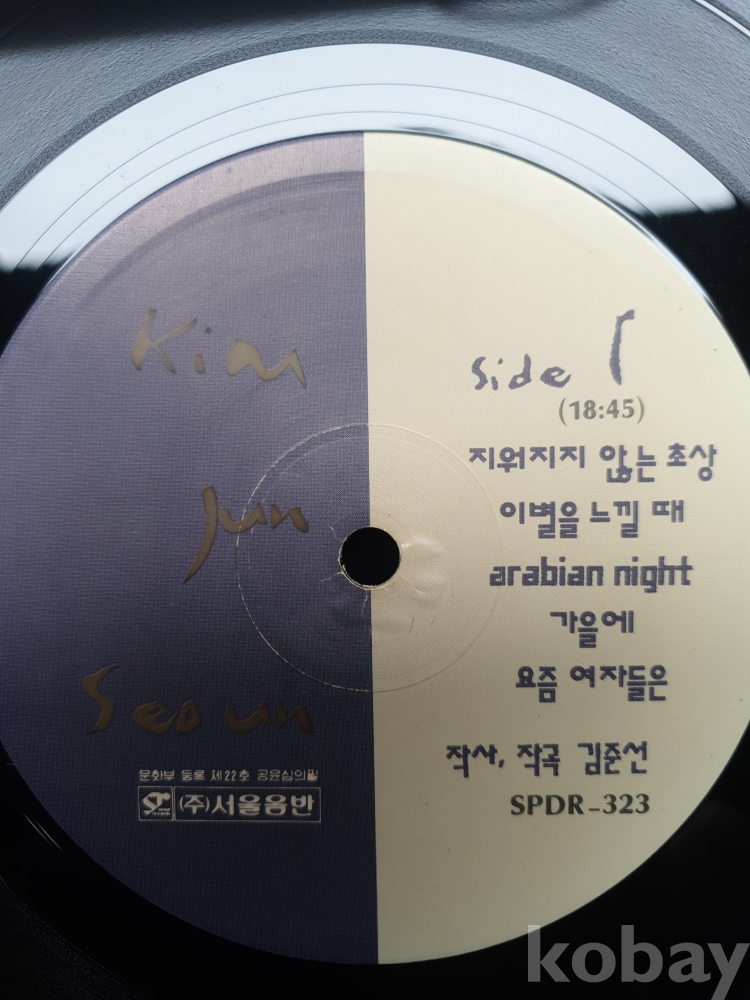 Kim
Jun
Seoun
문화부 등록 제22호 공윤심의필
(주)서울음반
side 1
(18:45)
지워지지 않는 초상
이별을 느낄 때
arabian night
가을에
요즘 여자들은
작사, 작곡 김준선
SPDR-323
kobay